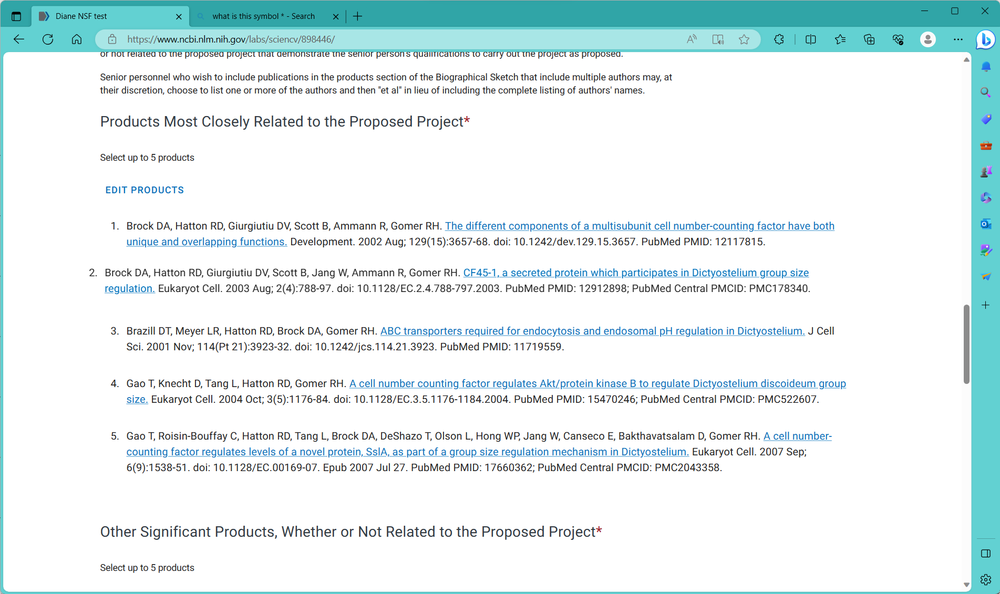 Diane NSF test
what is this symbol * - Search
https://www.ncbi.nlm.nih.gov/labs/sciencv/898446/
or not related to the proposed project that demonstrate the senior person's qualifications to carry out the project as proposed.
Senior personnel who wish to include publications in the products section of the Biographical Sketch that include multiple authors may, at
their discretion, choose to list one or more of the authors and then "et al" in lieu of including the complete listing of authors' names.
Products Most Closely Related to the Proposed Project*
Select up to 5 products
EDIT PRODUCTS
1. Brock DA, Hatton RD, Giurgiutiu DV, Scott B, Ammann R, Gomer RH. The different components of a multisubunit cell number-counting factor have both
unique and overlapping functions. Development. 2002 Aug; 129(15):3657-68. doi: 10.1242/dev.129.15.3657. PubMed PMID: 12117815.
2. Brock DA, Hatton RD, Giurgiutiu DV, Scott B, Jang W, Ammann R, Gomer RH. CF45-1, a secreted protein which participates in Dictyostelium group size
regulation. Eukaryot Cell. 2003 Aug; 2(4):788-97. doi: 10.1128/EC.2.4.788-797.2003. PubMed PMID: 12912898; PubMed Central PMCID: PMC178340.
3. Brazill DT, Meyer LR, Hatton RD, Brock DA, Gomer RH. ABC transporters required for endocytosis and endosomal pH regulation in Dictyostelium. J Cell
Sci. 2001 Nov; 114(Pt 21):3923-32. doi: 10.1242/jcs.114.21.3923. PubMed PMID: 11719559.
4. Gao T, Knecht D, Tang L, Hatton RD, Gomer RH. A cell number counting factor regulates Akt/protein kinase B to regulate Dictyostelium discoideum group
size. Eukaryot Cell. 2004 Oct; 3(5):1176-84. doi: 10.1128/EC.3.5.1176-1184.2004. PubMed PMID: 15470246; PubMed Central PMCID: PMC522607.
5. Gao T, Roisin-Bouffay C, Hatton RD, Tang L, Brock DA, DeShazo T, Olson L, Hong WP, Jang W, Canseco E, Bakthavatsalam D, Gomer RH. A cell number-
counting factor regulates levels of a novel protein, SslA, as part of a group size regulation mechanism in Dictyostelium. Eukaryot Cell. 2007 Sep;
6(9):1538-51. doi: 10.1128/EC.00169-07. Epub 2007 Jul 27. PubMed PMID: 17660362; PubMed Central PMCID: PMC2043358.
Other Significant Products, Whether or Not Related to the Proposed Project*
Select up to 5 products